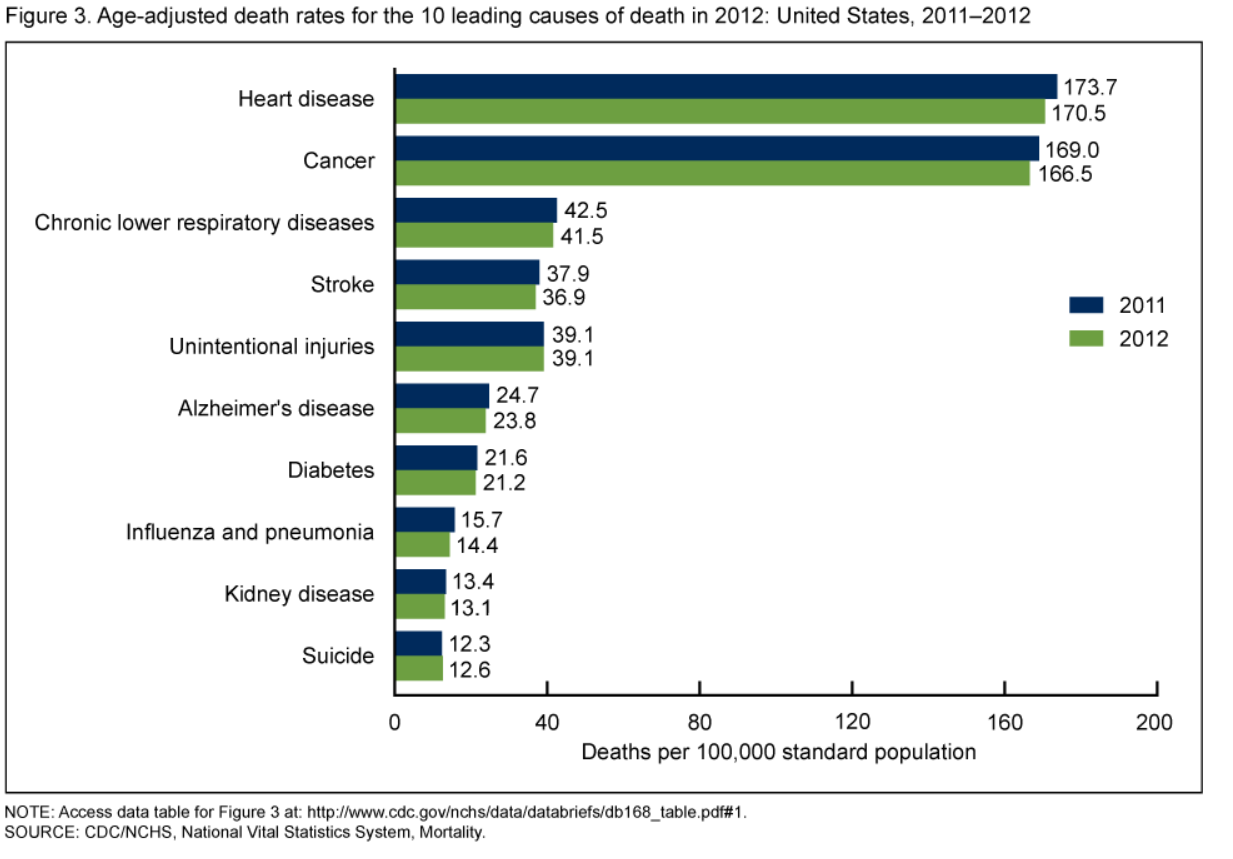 Figure 3. Age-adjusted death rates for the 10 leading causes of death in 2012: United States, 2011–2012
Heart disease
173.7
170.5
Cancer
169.0
166.5
Chronic lower respiratory diseases
42.5
41.5
Stroke
37.9
36.9
2011
2012
Unintentional injuries
39.1
39.1
Alzheimer's disease
24.7
23.8
Diabetes
21.6
21.2
Influenza and pneumonia
15.7
14.4
Kidney disease
13.4
13.1
Suicide
12.3
12.6
0 40 80 120 160 200
Deaths per 100,000 standard population
NOTE: Access data table for Figure 3 at: http://www.cdc.gov/nchs/data/databriefs/db168_table.pdf#1.
SOURCE: CDC/NCHS, National Vital Statistics System, Mortality.